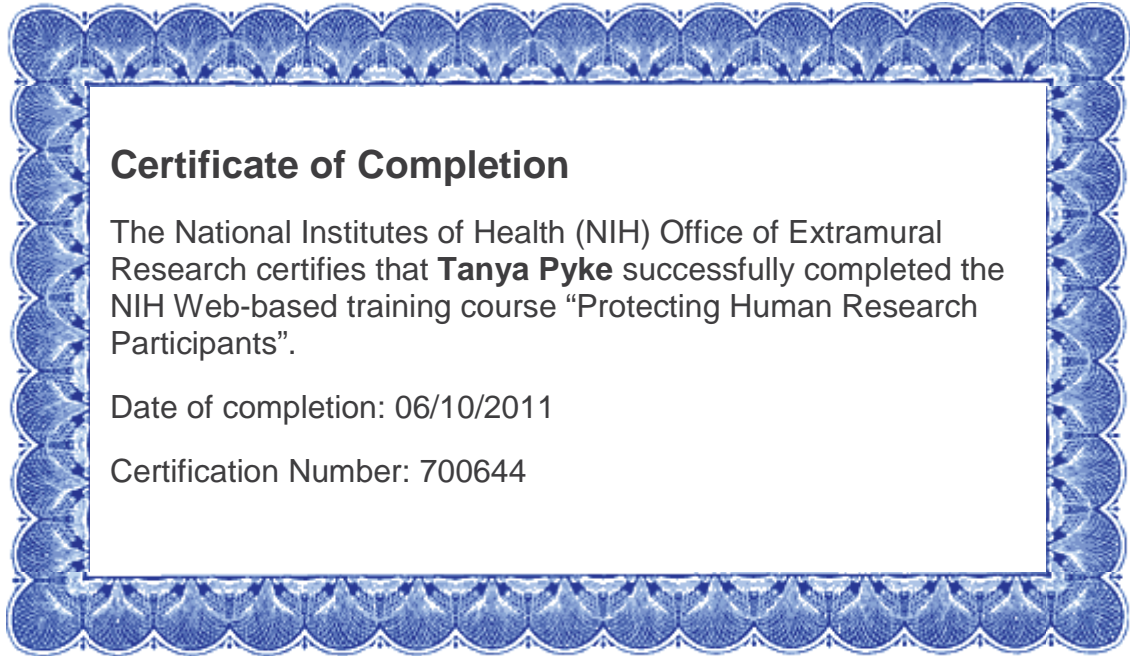 Certificate of Completion
The National Institutes of Health (NIH) Office of Extramural
Research certifies that Tanya Pyke successfully completed the
NIH Web-based training course “Protecting Human Research
Participants”.
Date of completion: 06/10/2011
Certification Number: 700644